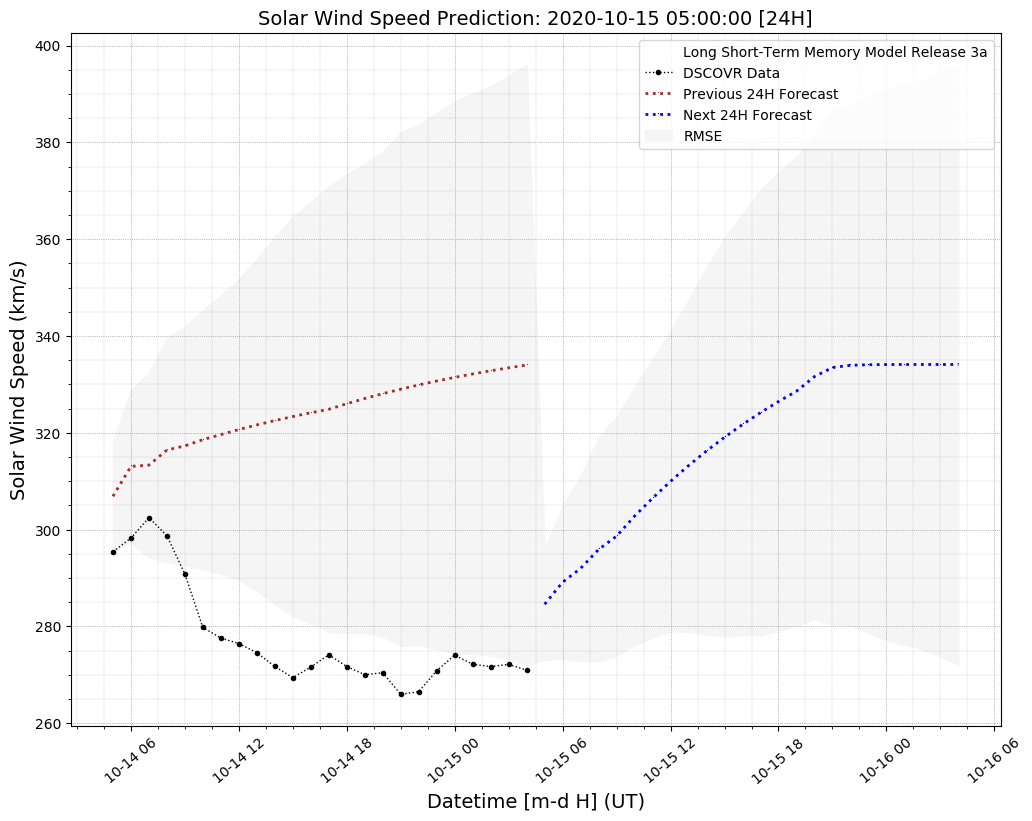 Solar Wind Speed Prediction: 2020-10-15 05:00:00 [24H]
Long Short-Term Memory Model Release 3a
DSCOVR Data
Previous 24H Forecast
Next 24H Forecast
RMSE
Solar Wind Speed (km/s)
400
380
360
340
320
300
280
260
10-14 06
10-14 12
10-14 18
10-15 00
10-15 06
10-15 12
10-15 18
10-16 00
10-16 06
Datetime [m-d H] (UT)